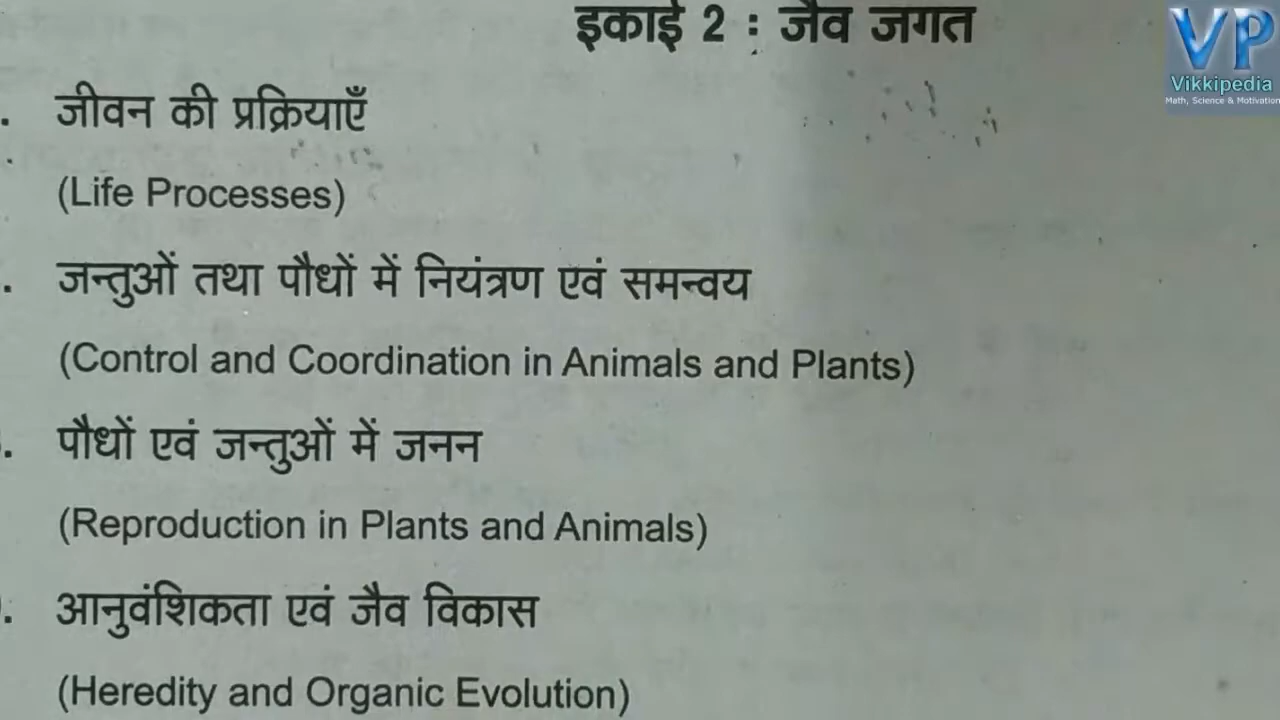 इकाई 2 : जैव जगत
VP
Vikkipedia
Math, Science & Motivation
. जीवन की प्रक्रियाएँ
(Life Processes)
. जन्तुओं तथा पौधों में नियंत्रण एवं समन्वय
(Control and Coordination in Animals and Plants)
. पौधों एवं जन्तुओं में जनन
(Reproduction in Plants and Animals)
. आनुवंशिकता एवं जैव विकास
(Heredity and Organic Evolution)